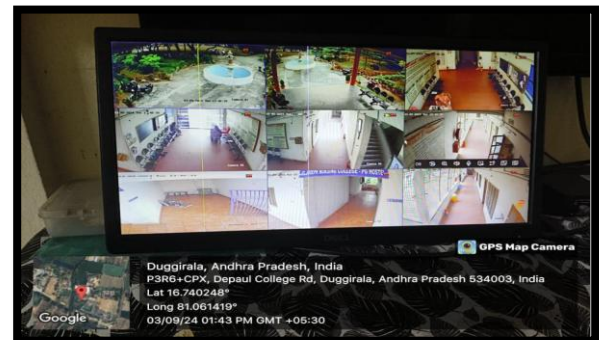 GPS Map Camera
Duggirala, Andhra Pradesh, India
P3R6+CPX, Depaul College Rd, Duggirala, Andhra Pradesh 534003, India
Lat 16.740248°
Long 81.061419°
03/09/24 01:43 PM GMT +05:30
Google